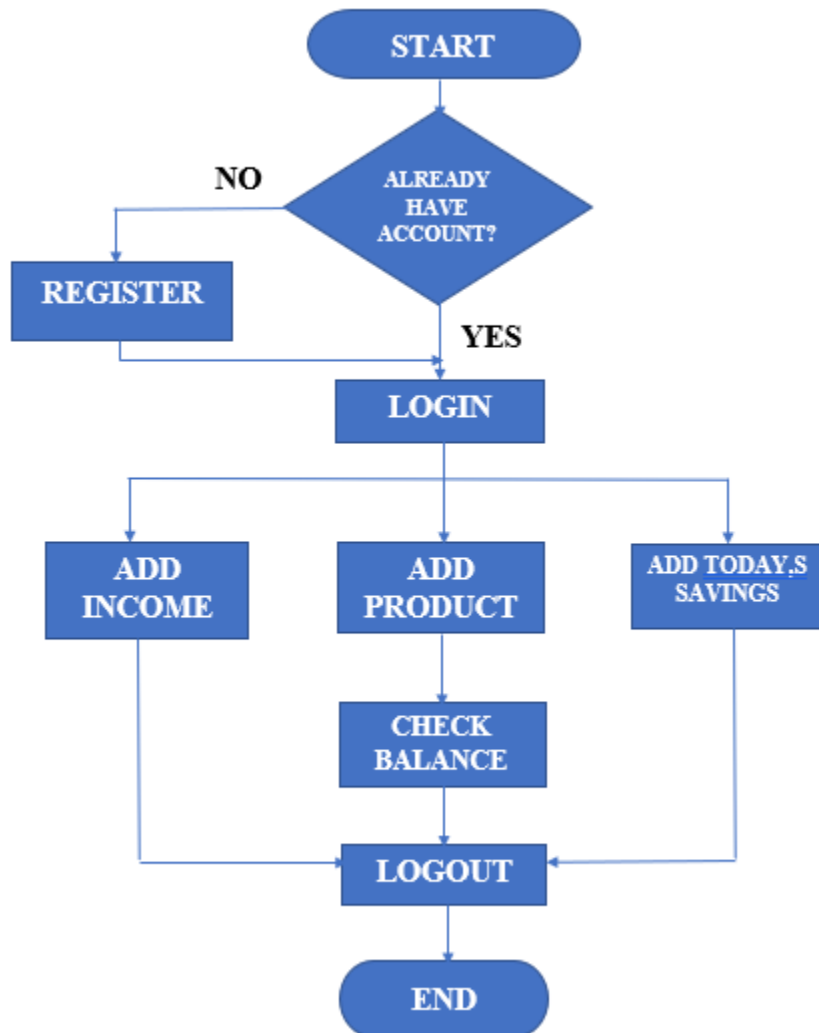 START
ALREADY
HAVE
ACCOUNT?
NO
REGISTER
YES
LOGIN
ADD
INCOME
ADD
PRODUCT
ADD TODAY,S
SAVINGS
CHECK
BALANCE
LOGOUT
END